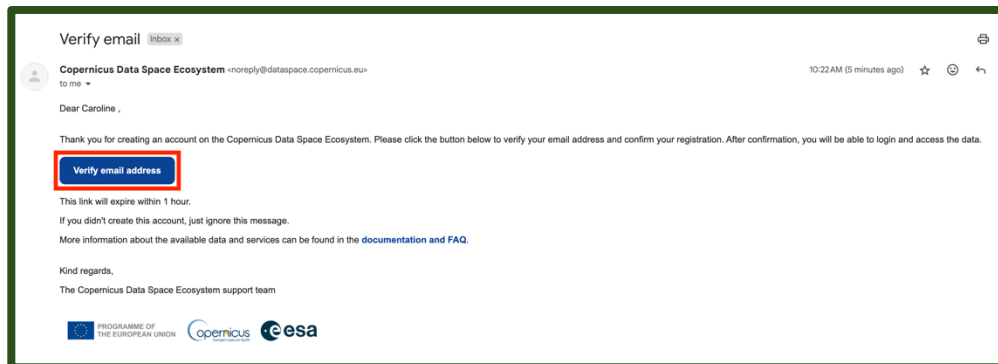 Verify email Inbox x
Copernicus Data Space Ecosystem <noreply@dataspace.copernicus.eu> 10:22 AM (5 minutes ago)
to me
Dear Caroline ,
Thank you for creating an account on the Copernicus Data Space Ecosystem. Please click the button below to verify your email address and confirm your registration. After confirmation, you will be able to login and access the data.
Verify email address
This link will expire within 1 hour.
If you didn't create this account, just ignore this message.
More information about the available data and services can be found in the documentation and FAQ.
Kind regards,
The Copernicus Data Space Ecosystem support team
PROGRAMME OF
THE EUROPEAN UNION
opernicus
Europe's eyes on Earth
esa